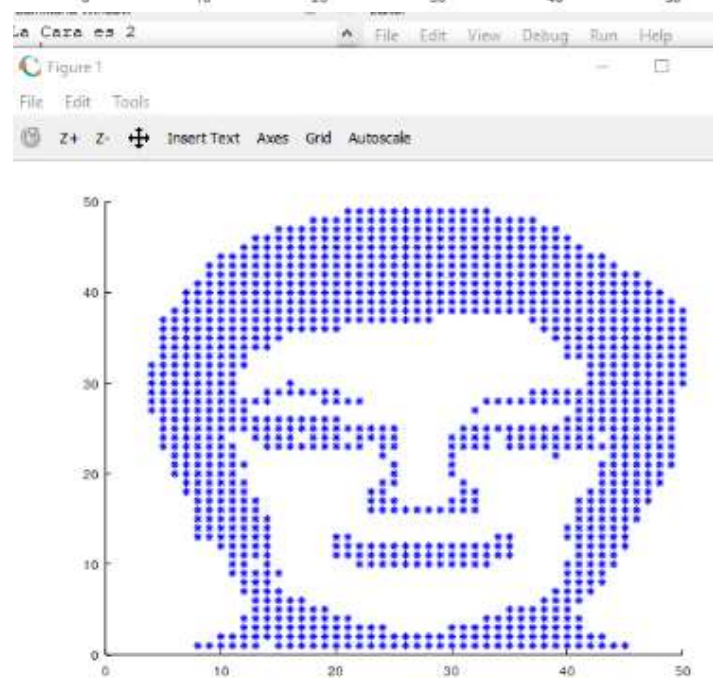 La Cara es 2
File Edit View Debug Run Help
Figure 1
File Edit Tools
Z+ Z- Insert Text Axes Grid Autoscale
50
40
30
20
10
0
0 10 20 30 40 50